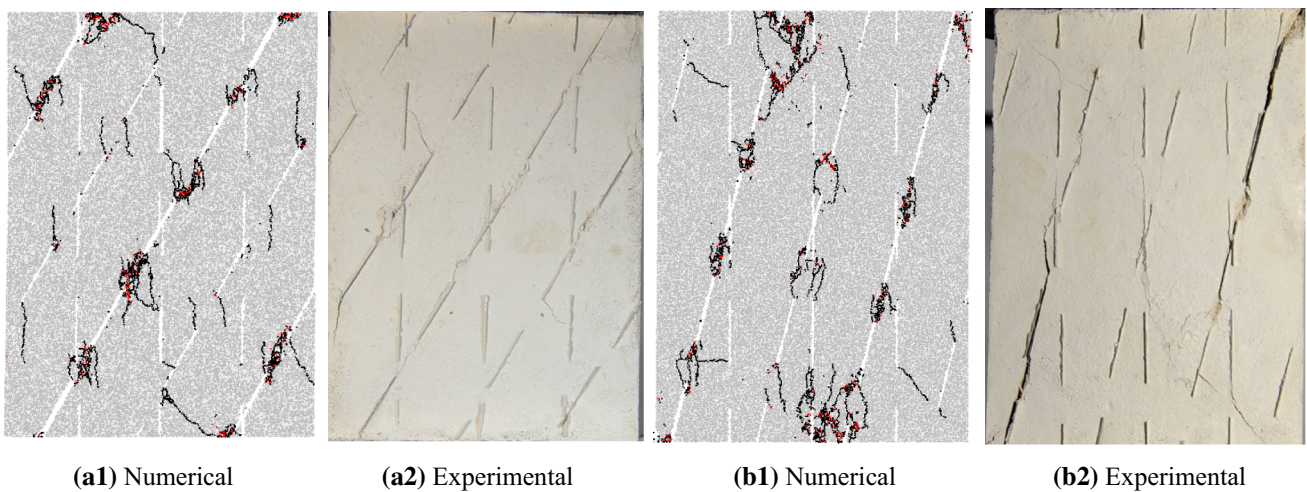 (a1) Numerical
(a2) Experimental
(b1) Numerical
(b2) Experimental